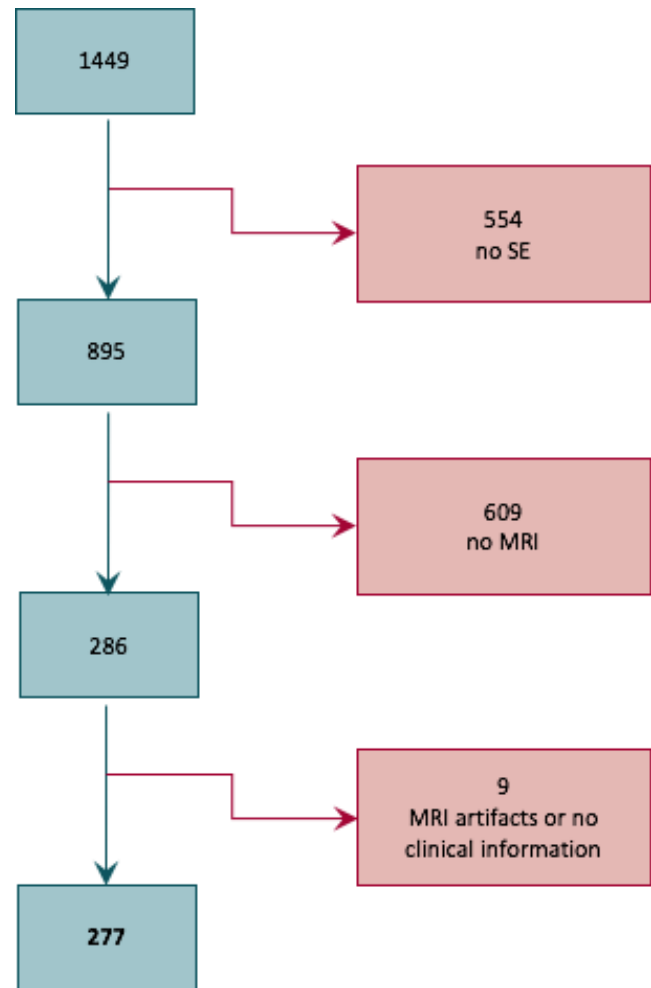 1449
554
no SE
895
609
no MRI
286
9
MRI artifacts or no
clinical information
277